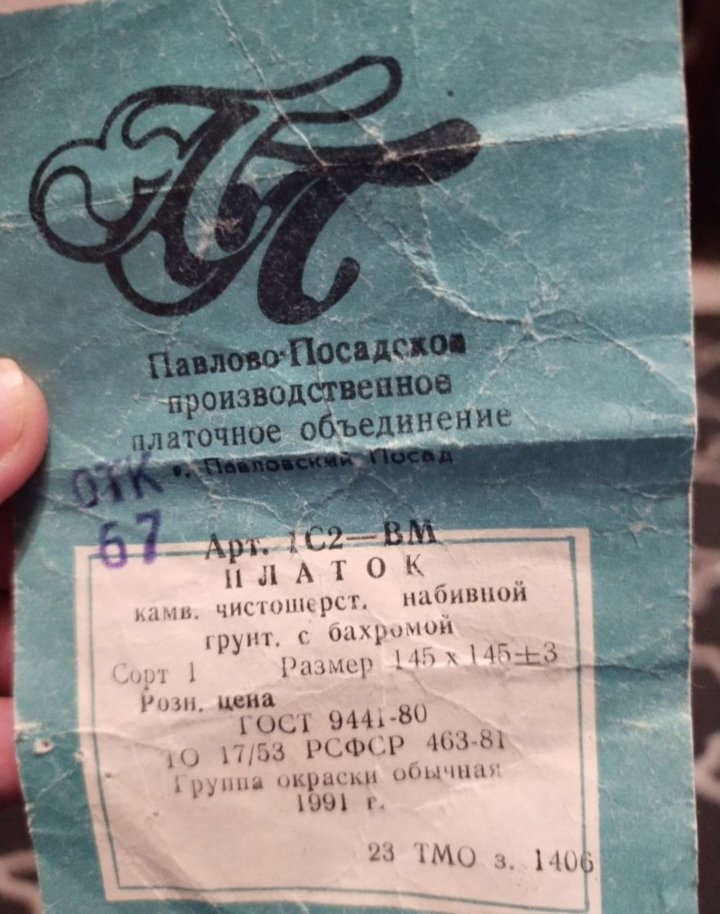 ПП
Павлово-Посадское
производственное
платочное объединение
г. Павловский Посад
ОТК
67
Арт. 1С2—ВМ
ПЛАТОК
камв. чистошерст. набивной
грунт. с бахромой
Сорт 1 Размер 145 х 145±3
Розн. цена
ГОСТ 9441-80
ТО 17/53 РСФСР 463-81
Группа окраски обычная
1991 г.
23 ТМО з. 1406